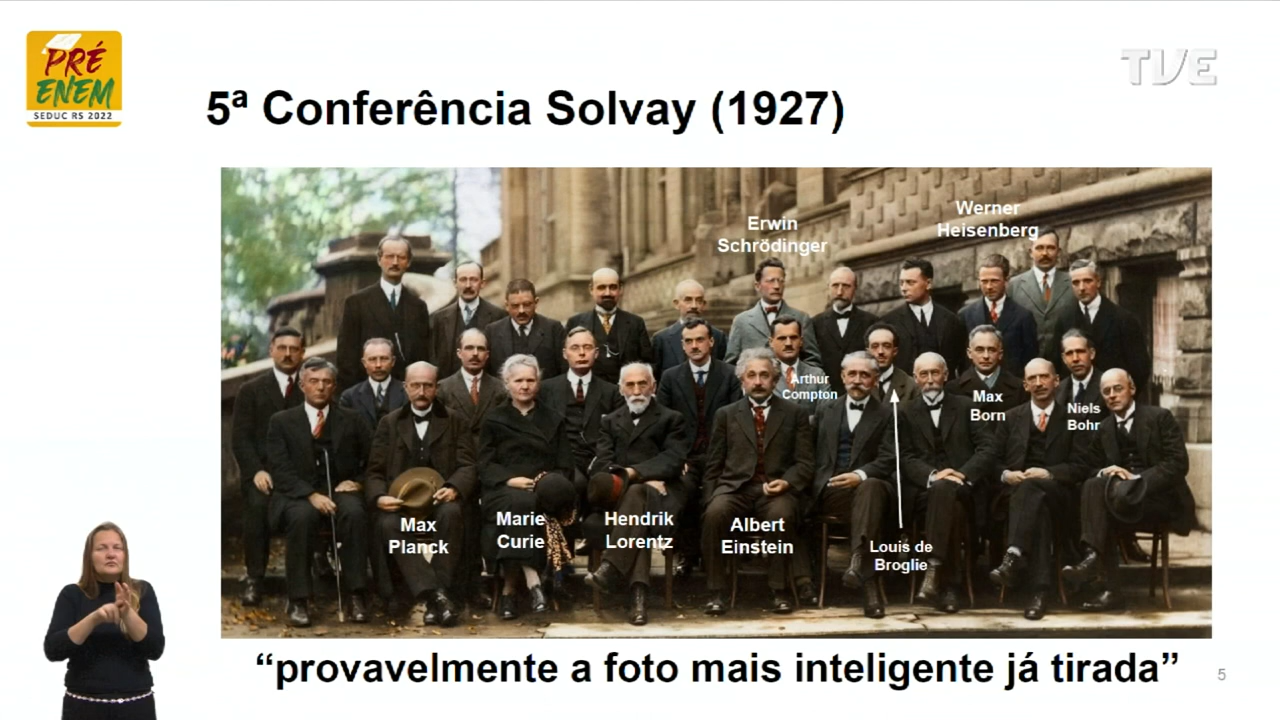 PRÉ
ENEM
SEDUC RS 2022
TVE
5ª Conferência Solvay (1927)
Erwin
Schrödinger
Werner
Heisenberg
Arthur
Compton
Max
Born
Niels
Bohr
Max
Planck
Marie
Curie
Hendrik
Lorentz
Albert
Einstein
Louis de
Broglie
“provavelmente a foto mais inteligente já tirada”
5